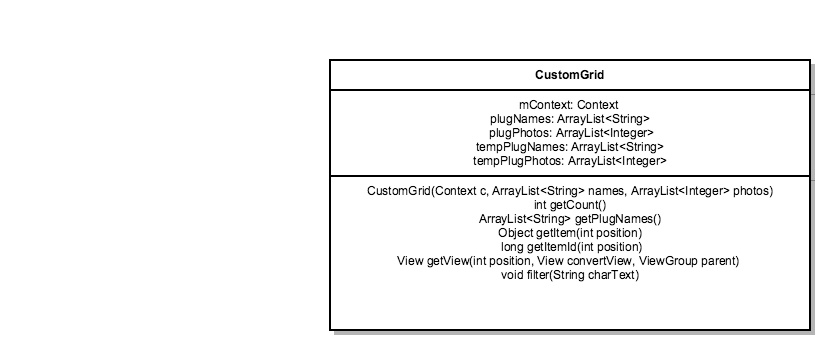 CustomGrid
mContext: Context
plugNames: ArrayList<String>
plugPhotos: ArrayList<Integer>
tempPlugNames: ArrayList<String>
tempPlugPhotos: ArrayList<Integer>
CustomGrid(Context c, ArrayList<String> names, ArrayList<Integer> photos)
int getCount()
ArrayList<String> getPlugNames()
Object getItem(int position)
long getItemId(int position)
View getView(int position, View convertView, ViewGroup parent)
void filter(String charText)